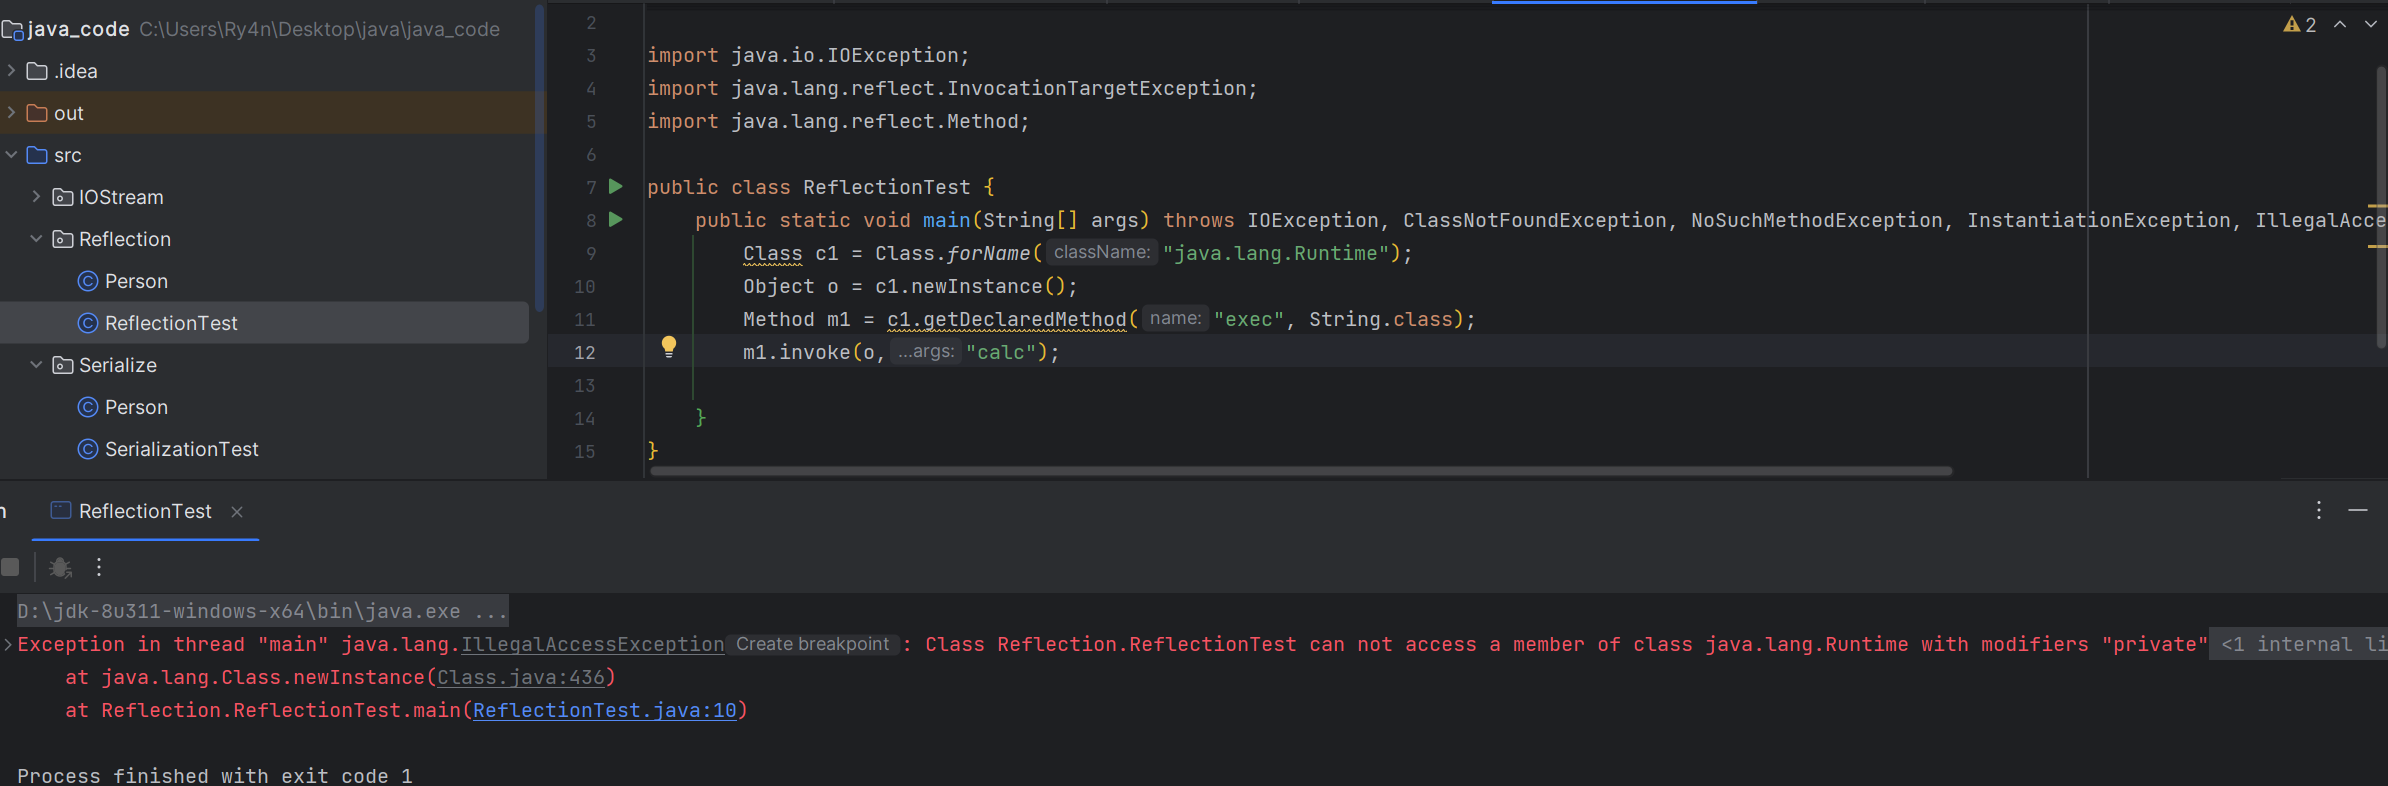 java_code C:\Users\Ry4n\Desktop\java\java_code
.idea
out
src
IOStream
Reflection
Person
ReflectionTest
Serialize
Person
SerializationTest
2
2
3 import java.io.IOException;
4 import java.lang.reflect.InvocationTargetException;
5 import java.lang.reflect.Method;
6
7 public class ReflectionTest {
8 public static void main(String[] args) throws IOException, ClassNotFoundException, NoSuchMethodException, InstantiationException, IllegalAcce
9 Class c1 = Class.forName( className: "java.lang.Runtime");
10 Object o = c1.newInstance();
11 Method m1 = c1.getDeclaredMethod( name: "exec", String.class);
12 m1.invoke(o, ...args: "calc");
13
14 }
15 }
n ReflectionTest ×
D:\jdk-8u311-windows-x64\bin\java.exe ...
Exception in thread "main" java.lang.IllegalAccessException Create breakpoint : Class Reflection.ReflectionTest can not access a member of class java.lang.Runtime with modifiers "private" <1 internal li
at java.lang.Class.newInstance(Class.java:436)
at Reflection.ReflectionTest.main(ReflectionTest.java:10)
Process finished with exit code 1